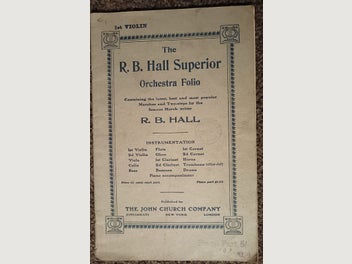 1st VIOLIN
The
R. B. Hall Superior
Orchestra Folio
Containing the latest, best and most popular
Marches and Two-steps by the
famous March writer
R. B. HALL
INSTRUMENTATION
1st Violin Flute 1st Cornet
2d Violin Oboe 2d Cornet
Viola 1st Clarinet Horns
Cello 2d Clarinet Trombone
Bass Bassoon Drums
Piano accompaniment
Published by
THE JOHN CHURCH COMPANY
CINCINNATI NEW YORK LONDON